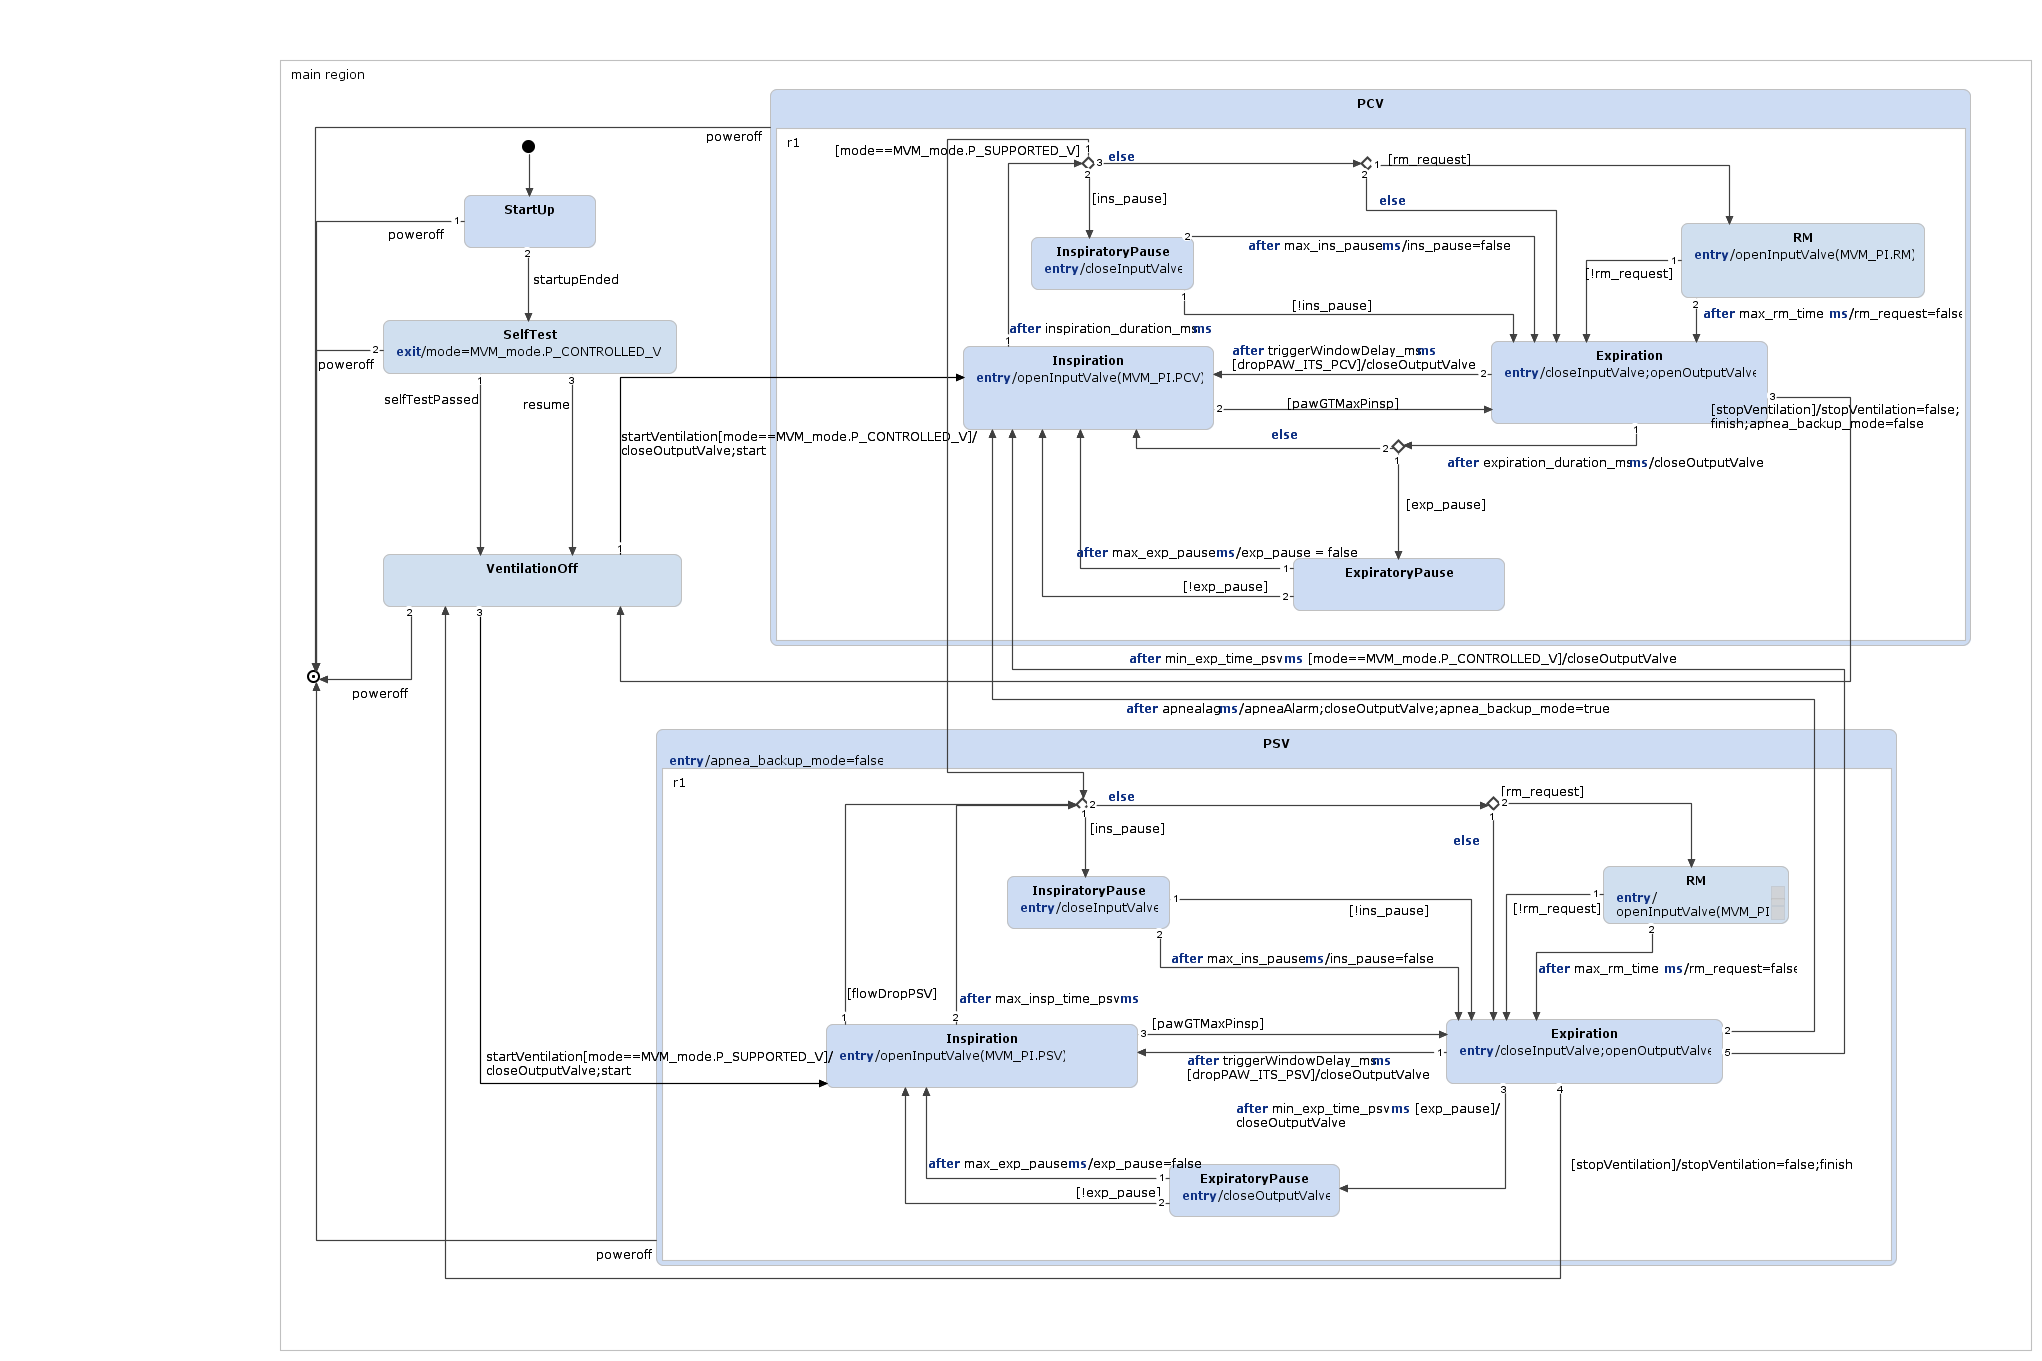 main region
PCV
poweroff
r1
[mode==MVM_mode.P_SUPPORTED_V]
1
3
else
2
1
[rm_request]
2
[ins_pause]
else
StartUp
1
poweroff
2
startupEnded
InspiratoryPause
entry/closeInputValve
2
after max_ins_pausems/ins_pause=false
1
[!ins_pause]
RM
entry/openInputValve(MVM_PI.RM)
1
[!rm_request]
2
after max_rm_time ms/rm_request=false
SelfTest
exit/mode=MVM_mode.P_CONTROLLED_V
2
poweroff
1
3
selfTestPassed
resume
after inspiration_duration_msms
1
Inspiration
entry/openInputValve(MVM_PI.PCV)
after triggerWindowDelay_msms
[dropPAW_ITS_PCV]/closeOutputValve
2
2
[pawGTMaxPinsp]
Expiration
entry/closeInputValve;openOutputValve
3
[stopVentilation]/stopVentilation=false;
finish;apnea_backup_mode=false
1
startVentilation[mode==MVM_mode.P_CONTROLLED_V]/
closeOutputValve;start
else
2
1
after expiration_duration_msms/closeOutputValve
[exp_pause]
1
VentilationOff
2
3
after max_exp_pausems/exp_pause = false
1
[!exp_pause]
2
ExpiratoryPause
poweroff
after min_exp_time_psvms [mode==MVM_mode.P_CONTROLLED_V]/closeOutputValve
after apnealagms/apneaAlarm;closeOutputValve;apnea_backup_mode=true
PSV
entry/apnea_backup_mode=false
r1
2
else
1
[ins_pause]
2
[rm_request]
1
else
InspiratoryPause
entry/closeInputValve
1
[!ins_pause]
2
after max_ins_pausems/ins_pause=false
RM
entry/
openInputValve(MVM_PI
1
[!rm_request]
2
after max_rm_time ms/rm_request=false
[flowDropPSV]
after max_insp_time_psvms
1
2
Inspiration
entry/openInputValve(MVM_PI.PSV)
3
[pawGTMaxPinsp]
1
after triggerWindowDelay_msms
[dropPAW_ITS_PSV]/closeOutputValve
Expiration
entry/closeInputValve;openOutputValve
2
5
3
4
startVentilation[mode==MVM_mode.P_SUPPORTED_V]/
closeOutputValve;start
after min_exp_time_psvms [exp_pause]/
closeOutputValve
after max_exp_pausems/exp_pause=false
1
[!exp_pause]
2
ExpiratoryPause
entry/closeOutputValve
[stopVentilation]/stopVentilation=false;finish
poweroff